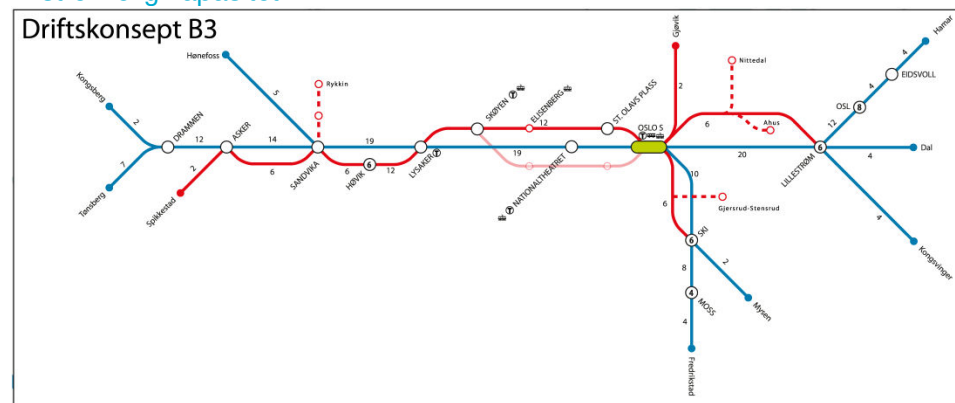 Driftskonsept B3
Hønefoss
Rykkin
Kongsberg
Tønsberg
2
7
DRAMMEN
12
ASKER
14
5
2
Spikkestad
6
SANDVIKA
19
6
HØVIK
6
12
LYSAKER
SKØYEN
ELISENBERG
12
ST. OLAVS PLASS
OSLO S
19
NATIONALTHEATRET
Gjøvik
2
Nittedal
6
Ahus
20
10
6
Gjersrud-Stensrud
6
SKI
8
2
Mysen
4
MOSS
4
Fredrikstad
LILLESTRØM
6
12
OSL
8
4
EIDSVOLL
4
Hamar
4
Dal
4
Kongsvinger